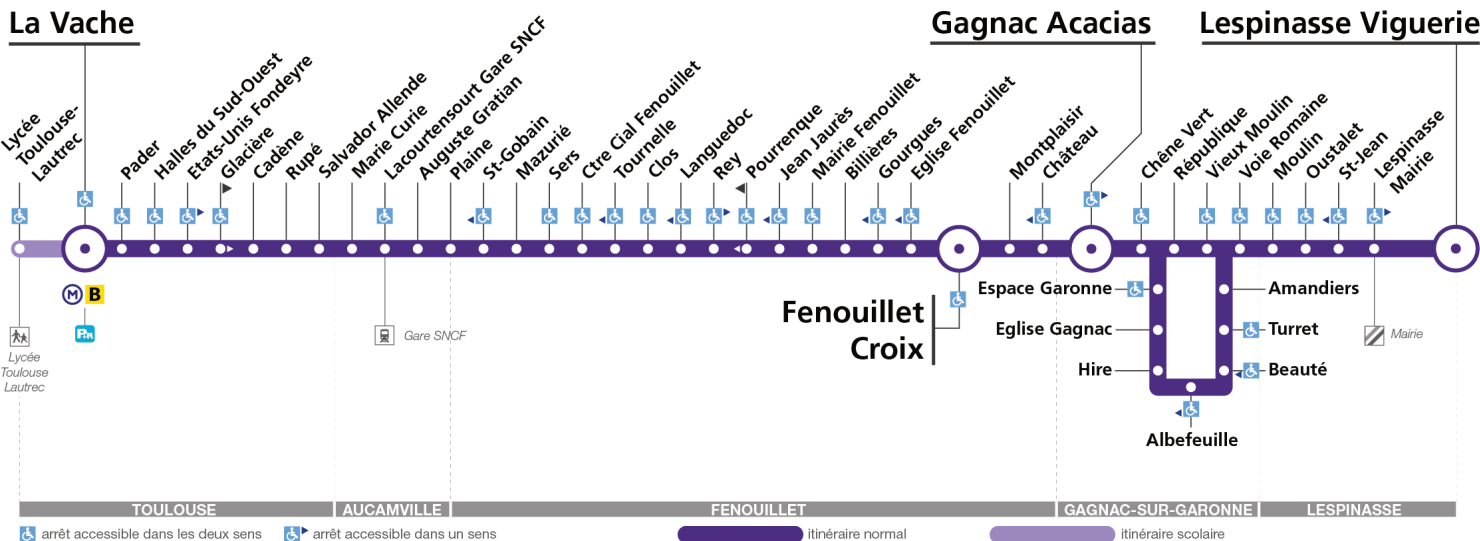 La Vache
Gagnac Acacias
Lespinasse Viguerie
Lycée
Toulouse-
Lautrec
Pader
Halles du Sud-Ouest
Etats-Unis Fondeyre
Glacière
Cadène
Rupé
Salvador Allende
Marie Curie
Lacourtensourt Gare SNCF
Auguste Gratian
Plaine
St-Gobain
Mazurié
Sers
Ctre Cial Fenouillet
Tournelle
Clos
Languedoc
Rey
Pourrenque
Jean Jaurès
Mairie Fenouillet
Billières
Gourgues
Eglise Fenouillet
Montplaisir
Château
Chêne Vert
République
Vieux Moulin
Voie Romaine
Moulin
Oustalet
St-Jean
Lespinasse
Mairie
M B
P+R
Lycée
Toulouse
Lautrec
Gare SNCF
Fenouillet
Croix
Espace Garonne
Eglise Gagnac
Hire
Amandiers
Turret
Beauté
Albefeuille
Mairie
TOULOUSE
AUCAMVILLE
FENOUILLET
GAGNAC-SUR-GARONNE
LESPINASSE
arrêt accessible dans les deux sens
arrêt accessible dans un sens
itinéraire normal
itinéraire scolaire